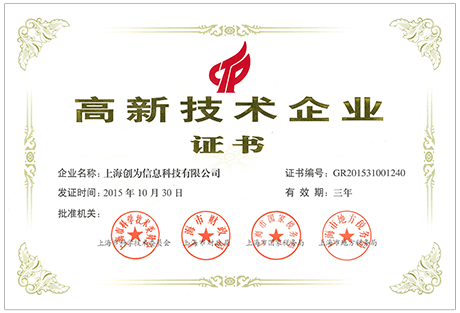 高新技术企业
证书
企业名称：上海创为信息科技有限公司 证书编号：GR201531001240
发证时间：2015 年 10 月 30 日 有 效 期：三年
批准机关：
上海市科学技术委员会 上海市财政局 上海市国家税务局 上海市地方税务局